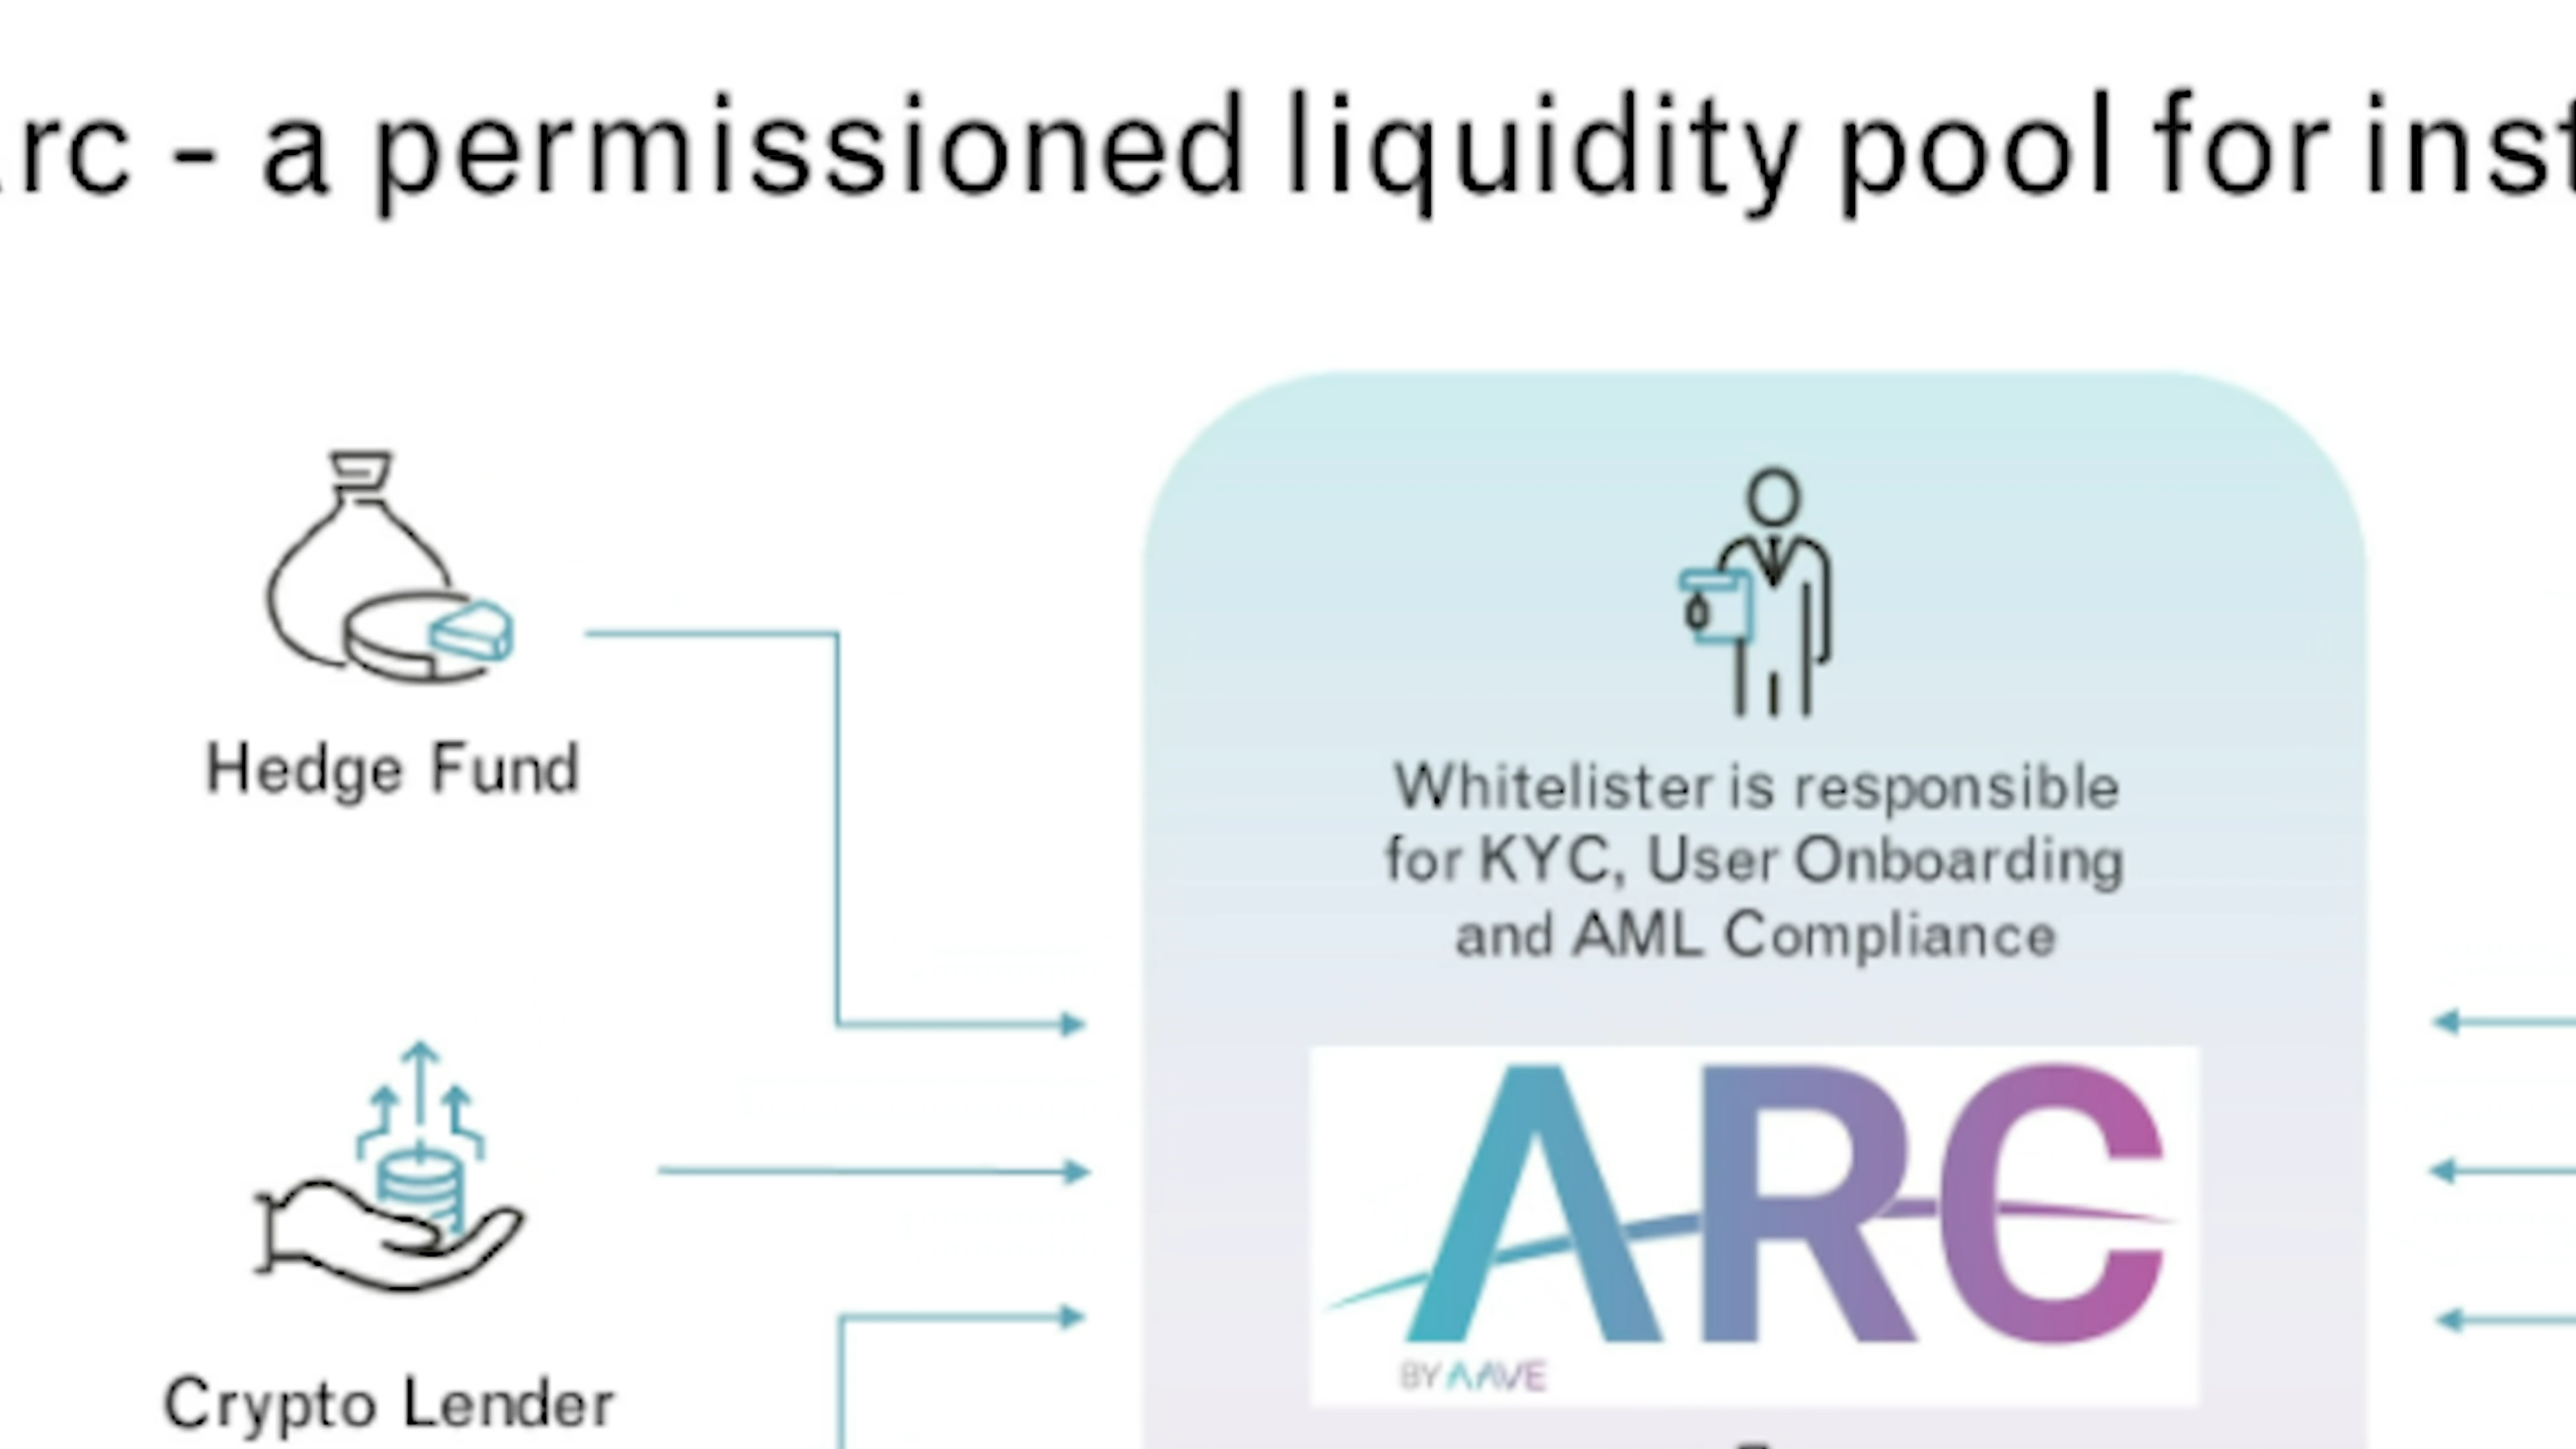 rc - a permissioned liquidity pool for inst
Hedge Fund
Whitelister is responsible
for KYC, User Onboarding
and AML Compliance
ARC
BY AAVE
Crypto Lender